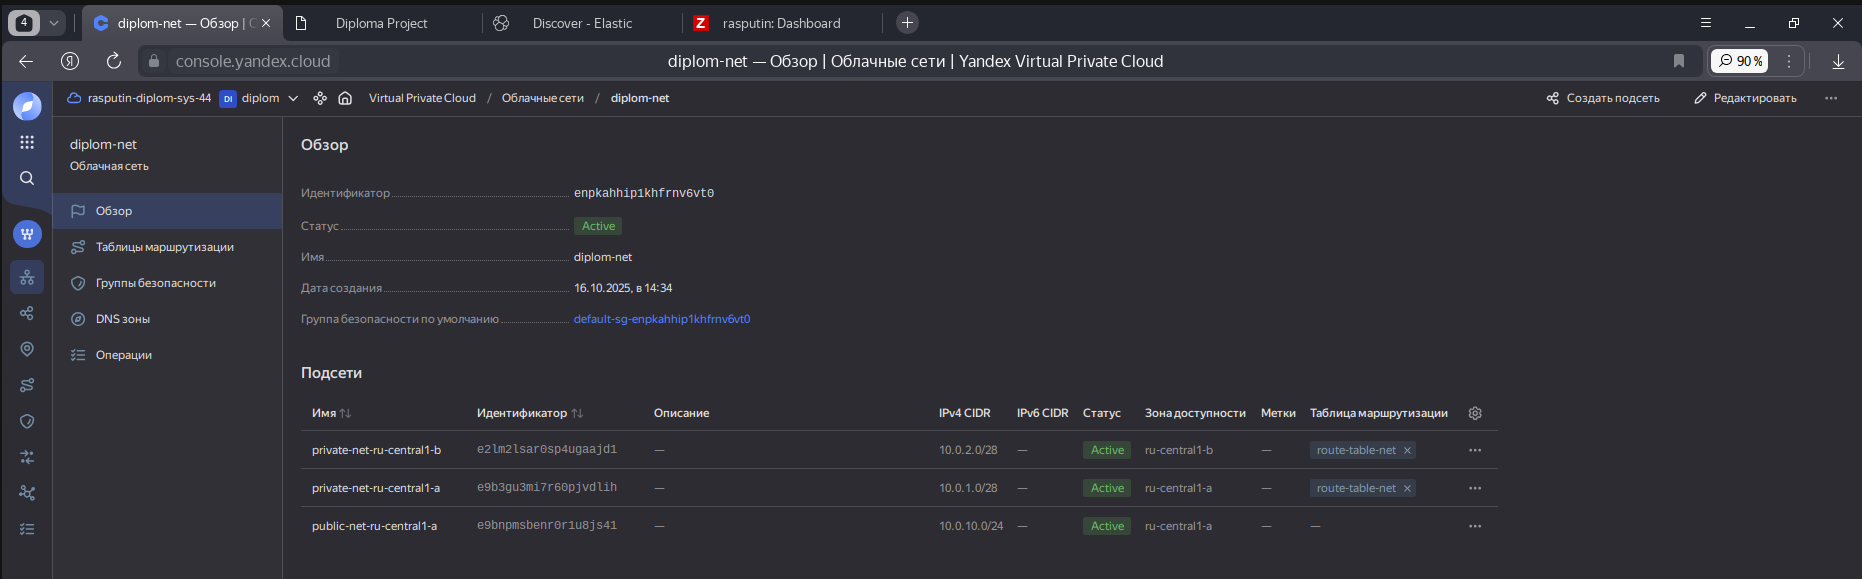 4
diplom-net — Обзор | О
Diploma Project
Discover - Elastic
Z
rasputin: Dashboard
Я
console.yandex.cloud
diplom-net — Обзор | Облачные сети | Yandex Virtual Private Cloud
90 %
rasputin-diplom-sys-44
DI
diplom
Virtual Private Cloud / Облачные сети / diplom-net
Создать подсеть
Редактировать
diplom-net
Облачная сеть
Обзор
Таблицы маршрутизации
Группы безопасности
DNS зоны
Операции
Обзор
Идентификатор enpkahhip1khfrnv6vt0
Статус Active
Имя diplom-net
Дата создания 16.10.2025, в 14:34
Группа безопасности по умолчанию default-sg-enpkahhip1khfrnv6vt0
Подсети
Имя Идентификатор Описание IPv4 CIDR IPv6 CIDR Статус Зона доступности Метки Таблица маршрутизации
private-net-ru-central1-b e2lm2lsar0sp4ugaajd1 — 10.0.2.0/28 — Active ru-central1-b — route-table-net ×
private-net-ru-central1-a e9b3gu3mi7r60pjvdlih — 10.0.1.0/28 — Active ru-central1-a — route-table-net ×
public-net-ru-central1-a e9bnpmsbenr0r1u8js41 — 10.0.10.0/24 — Active ru-central1-a — —